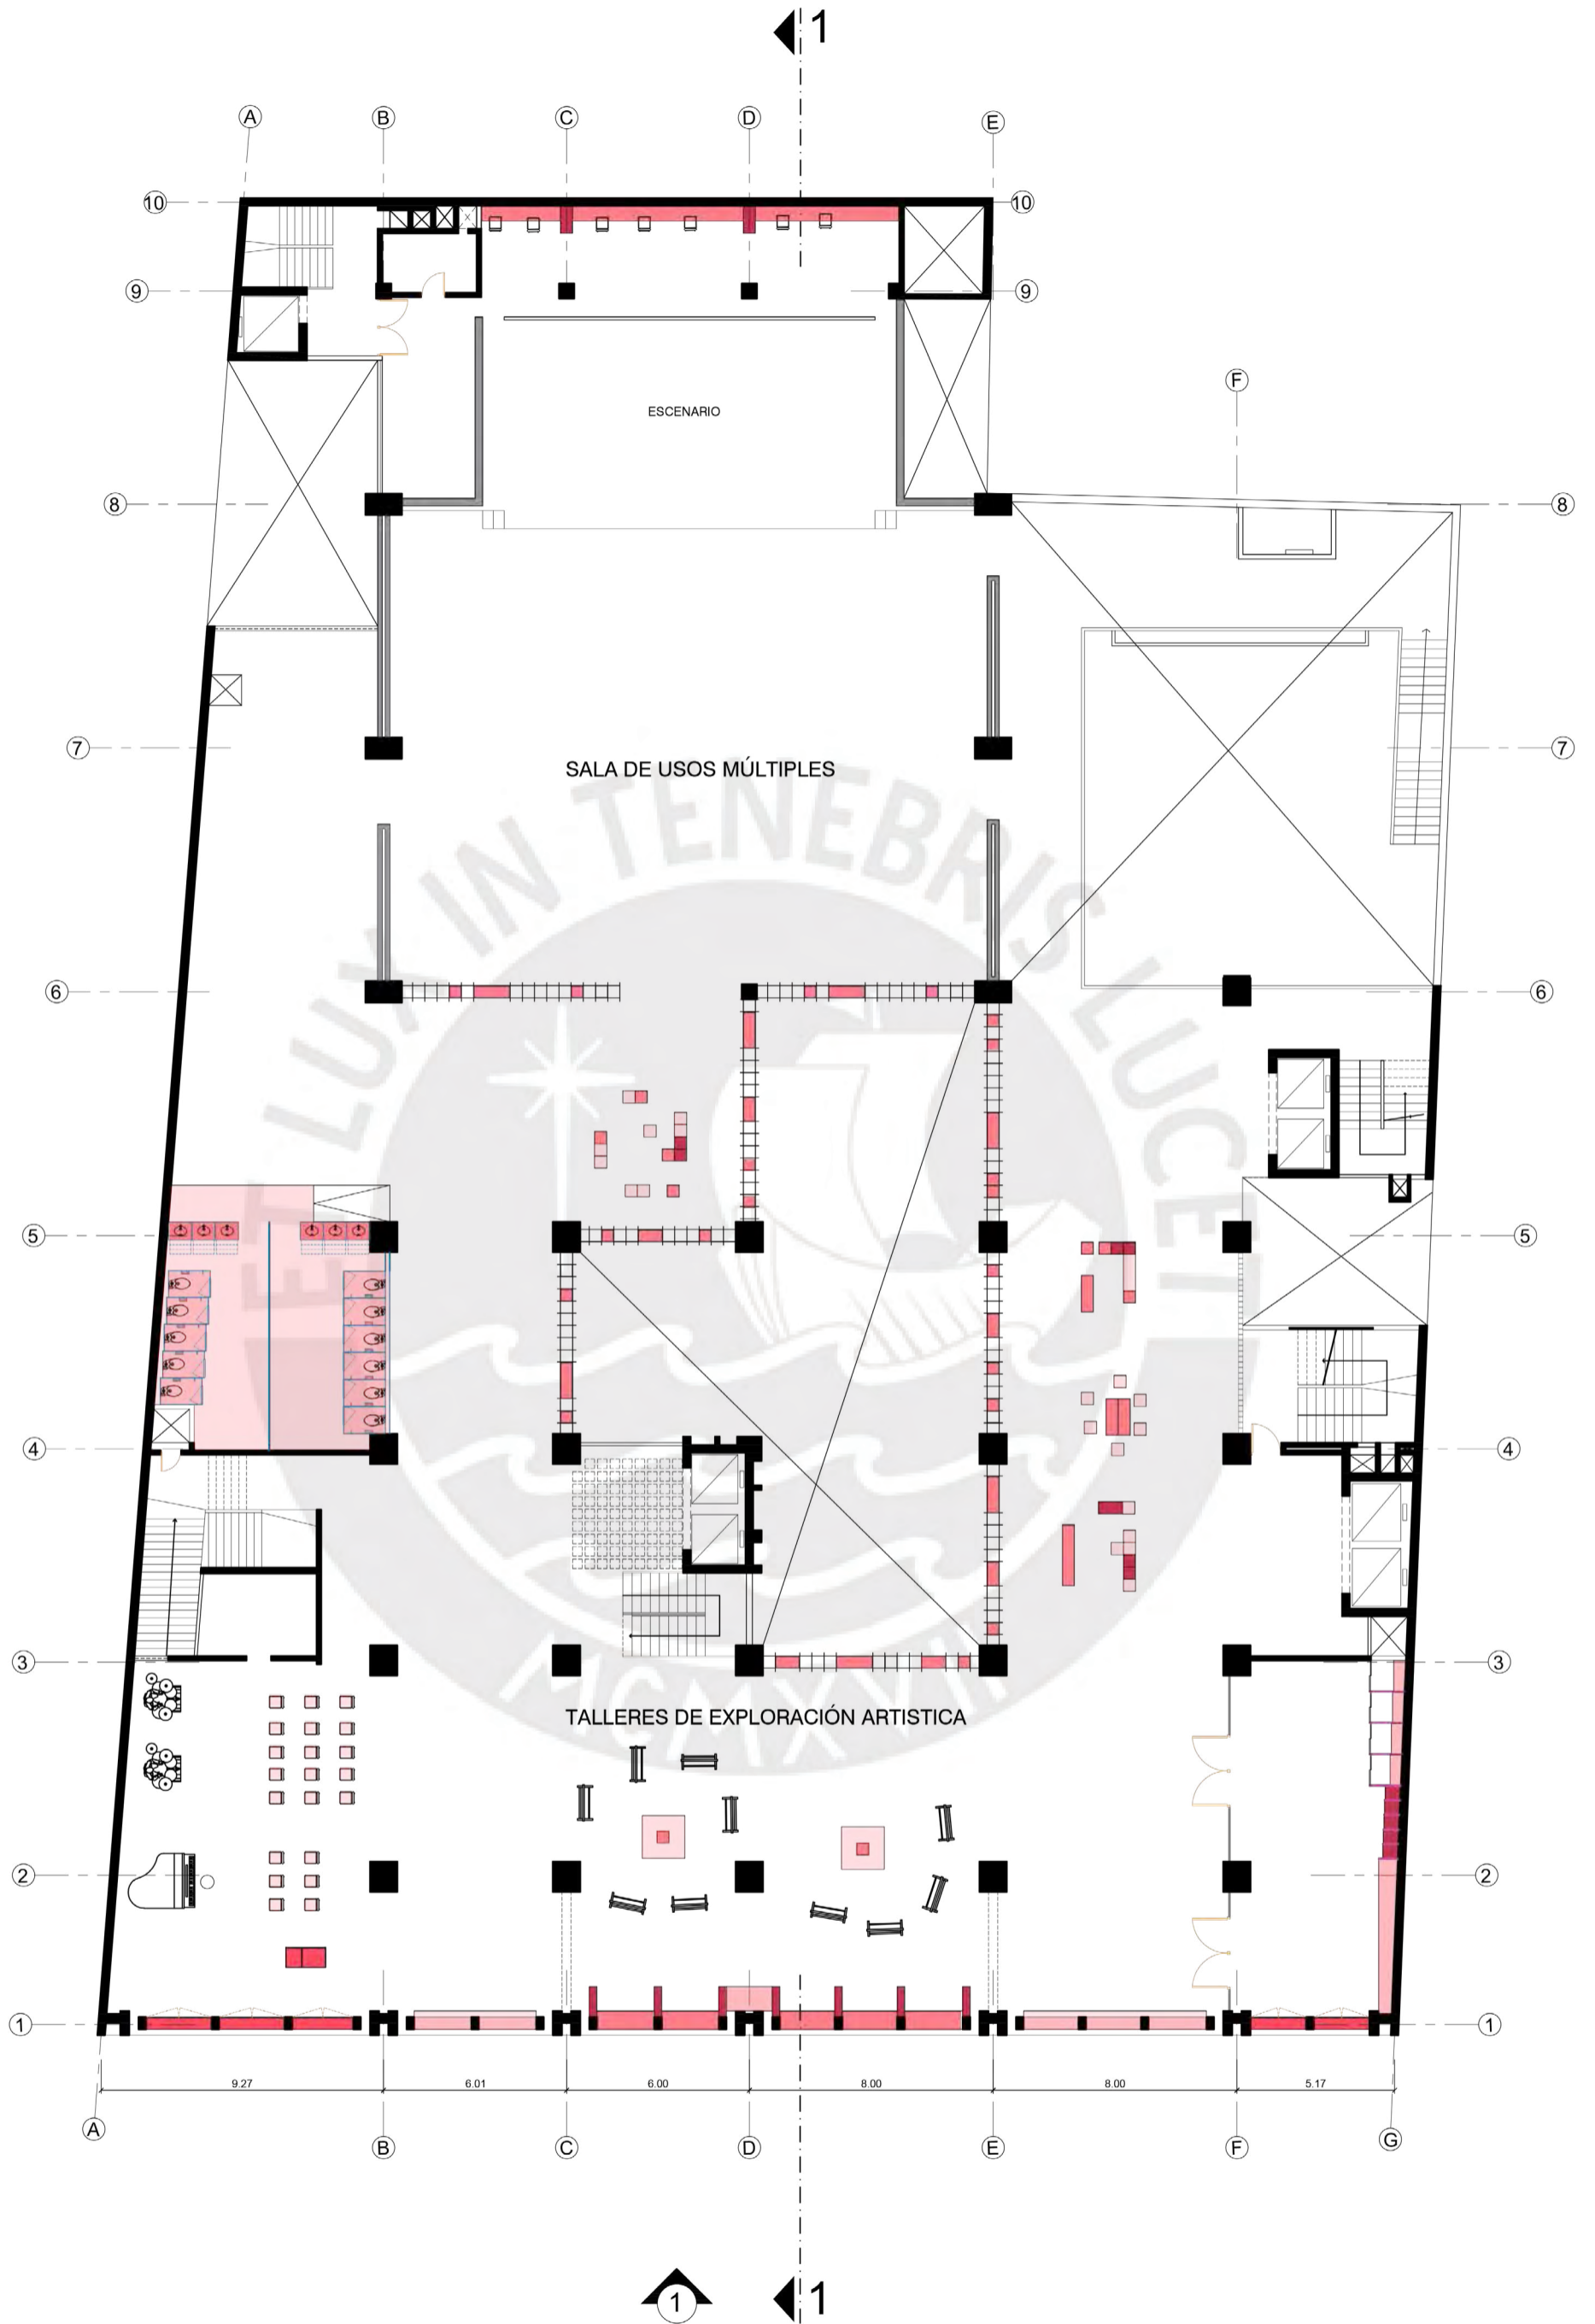 1
A B C D E
10 10
9 9
F
ESCENARIO
8 8
7 7
SALA DE USOS MÚLTIPLES
ET LUX IN TENEBRIS LUCET
6 6
5 5
4 4
3 3
MCMXVII
TALLERES DE EXPLORACIÓN ARTISTICA
2 2
1 1
9.27 6.01 6.00 8.00 8.00 5.17
A B C D E F G
1 1